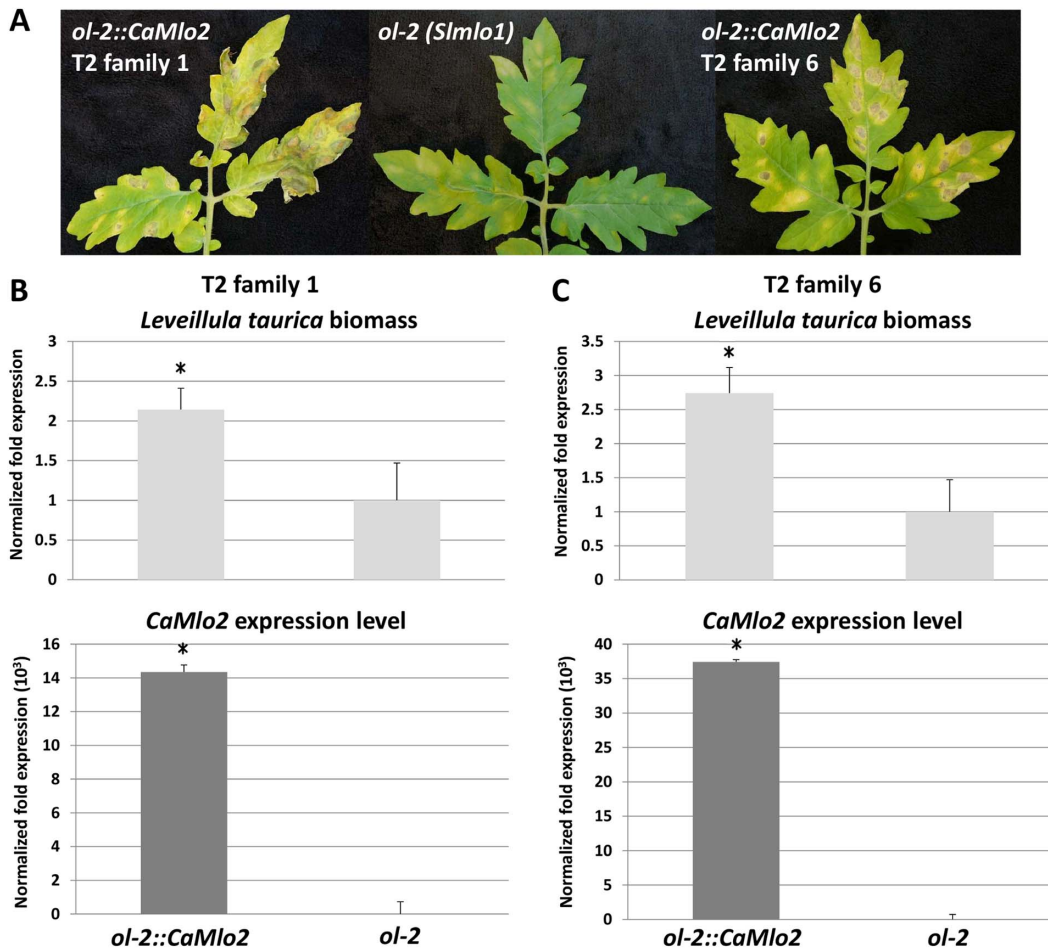 A
ol-2::CaMlo2
T2 family 1
ol-2 (Slmlo1)
ol-2::CaMlo2
T2 family 6
B
T2 family 1
Leveillula taurica biomass
Normalized fold expression
3
2.5
2
1.5
1
0.5
0
*
CaMlo2 expression level
Normalized fold expression (10³)
16
14
12
10
8
6
4
2
0
*
ol-2::CaMlo2
ol-2
C
T2 family 6
Leveillula taurica biomass
Normalized fold expression
3.5
3
2.5
2
1.5
1
0.5
0
*
CaMlo2 expression level
Normalized fold expression (10³)
40
35
30
25
20
15
10
5
0
*
ol-2::CaMlo2
ol-2